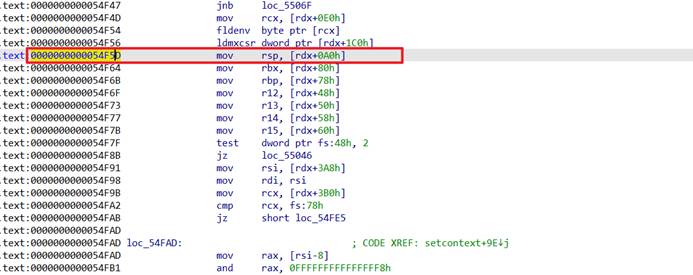 .text:0000000000054F47 jnb loc_5506F
.text:0000000000054F4D mov rcx, [rdx+0E0h]
.text:0000000000054F54 fldenv byte ptr [rcx]
.text:0000000000054F56 ldmxcsr dword ptr [rdx+1C0h]
.text:0000000000054F5D mov rsp, [rdx+0A0h]
.text:0000000000054F64 mov rbx, [rdx+80h]
.text:0000000000054F6B mov rbp, [rdx+78h]
.text:0000000000054F6F mov r12, [rdx+48h]
.text:0000000000054F73 mov r13, [rdx+50h]
.text:0000000000054F77 mov r14, [rdx+58h]
.text:0000000000054F7B mov r15, [rdx+60h]
.text:0000000000054F7F test dword ptr fs:48h, 2
.text:0000000000054F8B jz loc_55046
.text:0000000000054F91 mov rsi, [rdx+3A8h]
.text:0000000000054F98 mov rdi, rsi
.text:0000000000054F9B mov rcx, [rdx+3B0h]
.text:0000000000054FA2 cmp rcx, fs:78h
.text:0000000000054FAB jz short loc_54FE5
.text:0000000000054FAD
.text:0000000000054FAD loc_54FAD: ; CODE XREF: setcontext+9E↓j
.text:0000000000054FAD mov rax, [rsi-8]
.text:0000000000054FB1 and rax, 0FFFFFFFFFFFFFFF8h